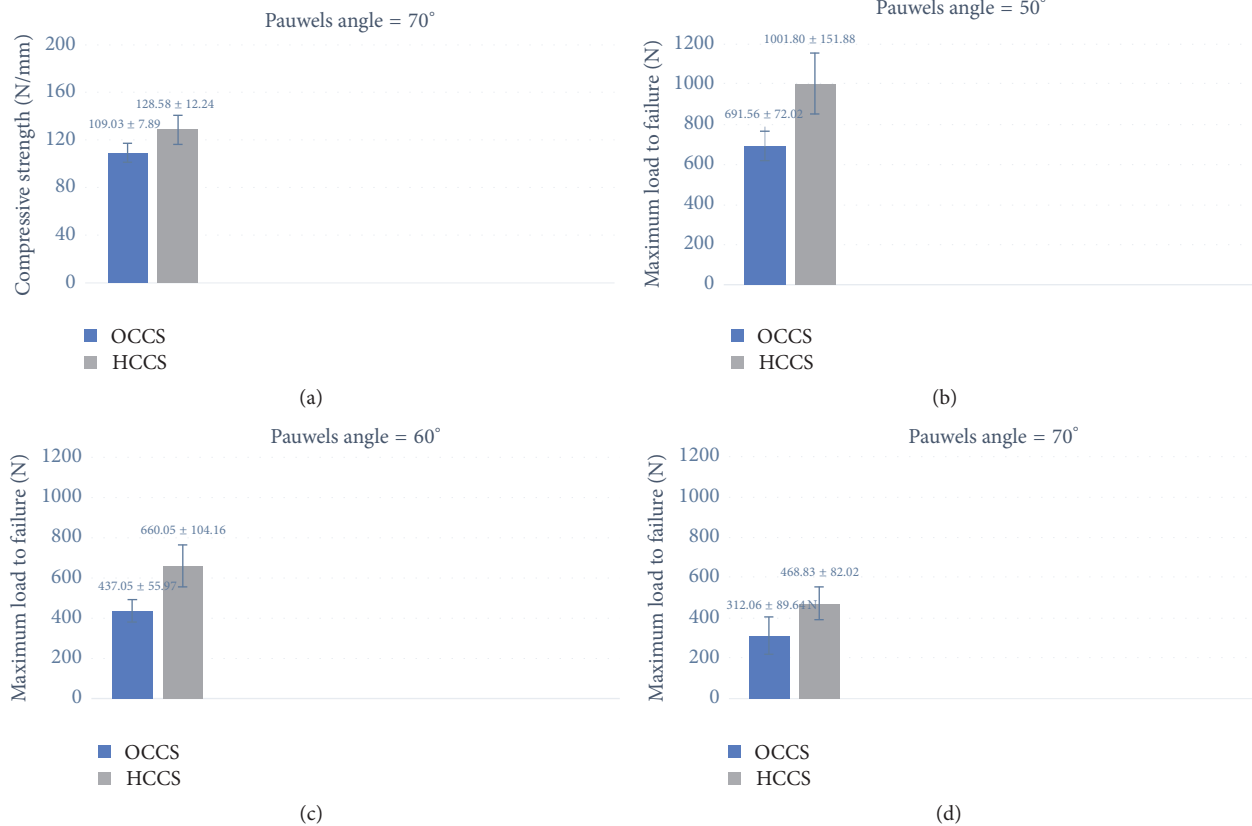 Pauwels angle = 70°
Compressive strength (N/mm)
200
160
120
80
40
0
109.03 ± 7.89
128.58 ± 12.24
OCCS
HCCS
(a)
Pauwels angle = 50°
Maximum load to failure (N)
1200
1000
800
600
400
200
0
691.56 ± 72.02
1001.80 ± 151.88
OCCS
HCCS
(b)
Pauwels angle = 60°
Maximum load to failure (N)
1200
1000
800
600
400
200
0
437.05 ± 55.97
660.05 ± 104.16
OCCS
HCCS
(c)
Pauwels angle = 70°
Maximum load to failure (N)
1200
1000
800
600
400
200
0
312.06 ± 89.64 N
468.83 ± 82.02
OCCS
HCCS
(d)